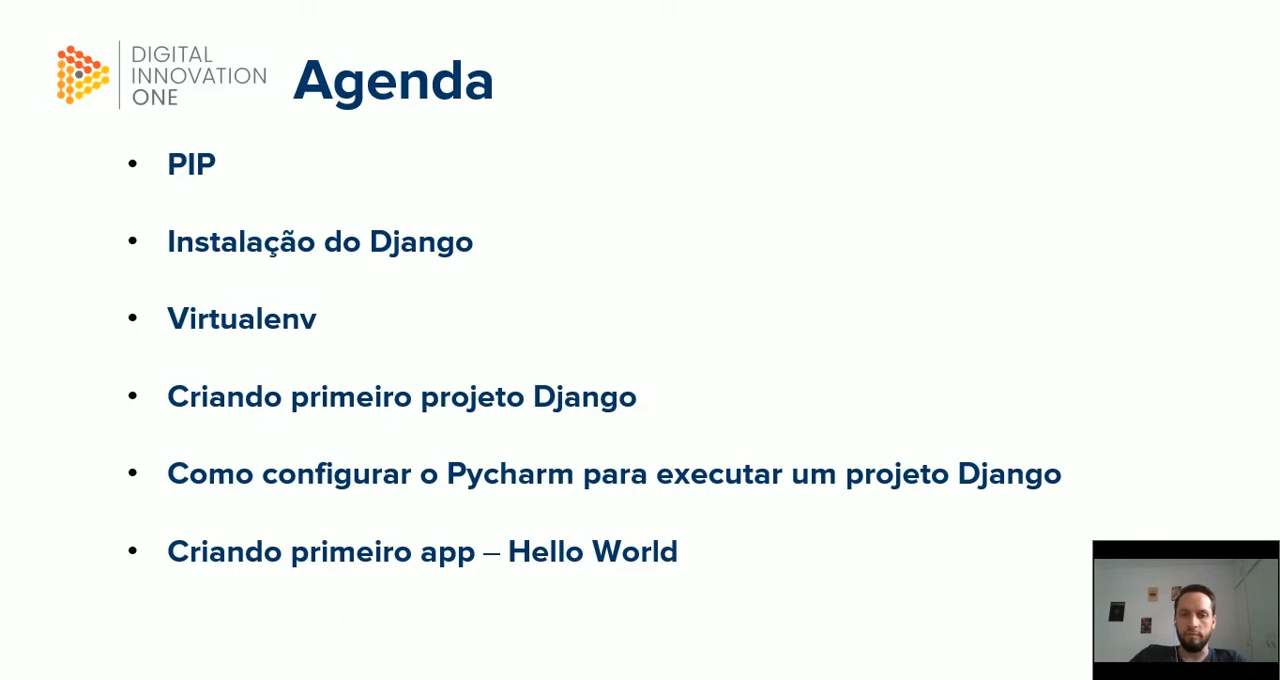 DIGITAL
INNOVATION
ONE
Agenda
• PIP
• Instalação do Django
• Virtualenv
• Criando primeiro projeto Django
• Como configurar o Pycharm para executar um projeto Django
• Criando primeiro app – Hello World